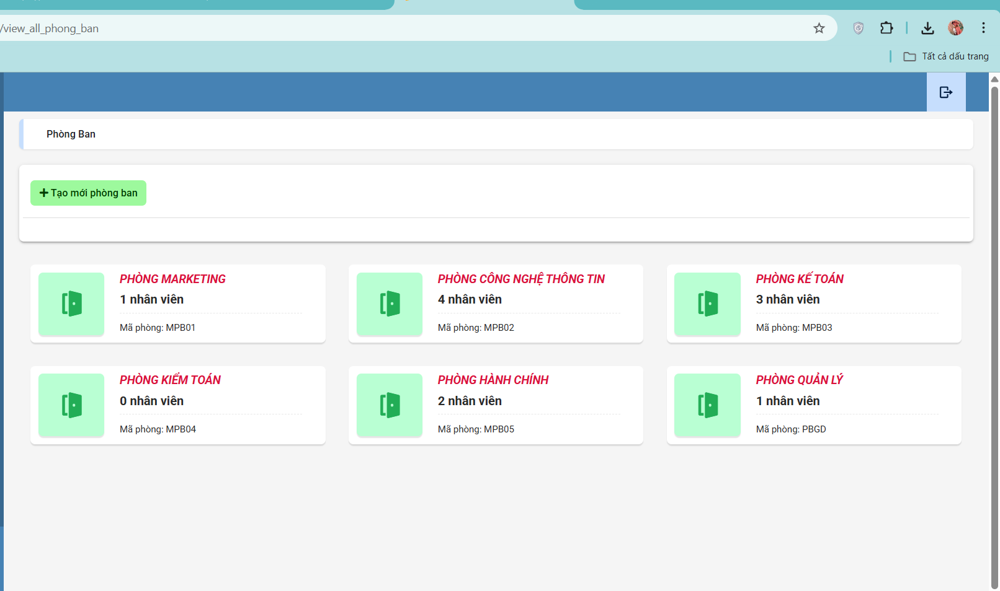 /view_all_phong_ban
Tất cả dấu trang
Phòng Ban
Tạo mới phòng ban
PHÒNG MARKETING
1 nhân viên
Mã phòng: MPB01
PHÒNG CÔNG NGHỆ THÔNG TIN
4 nhân viên
Mã phòng: MPB02
PHÒNG KẾ TOÁN
3 nhân viên
Mã phòng: MPB03
PHÒNG KIỂM TOÁN
0 nhân viên
Mã phòng: MPB04
PHÒNG HÀNH CHÍNH
2 nhân viên
Mã phòng: MPB05
PHÒNG QUẢN LÝ
1 nhân viên
Mã phòng: PBGD